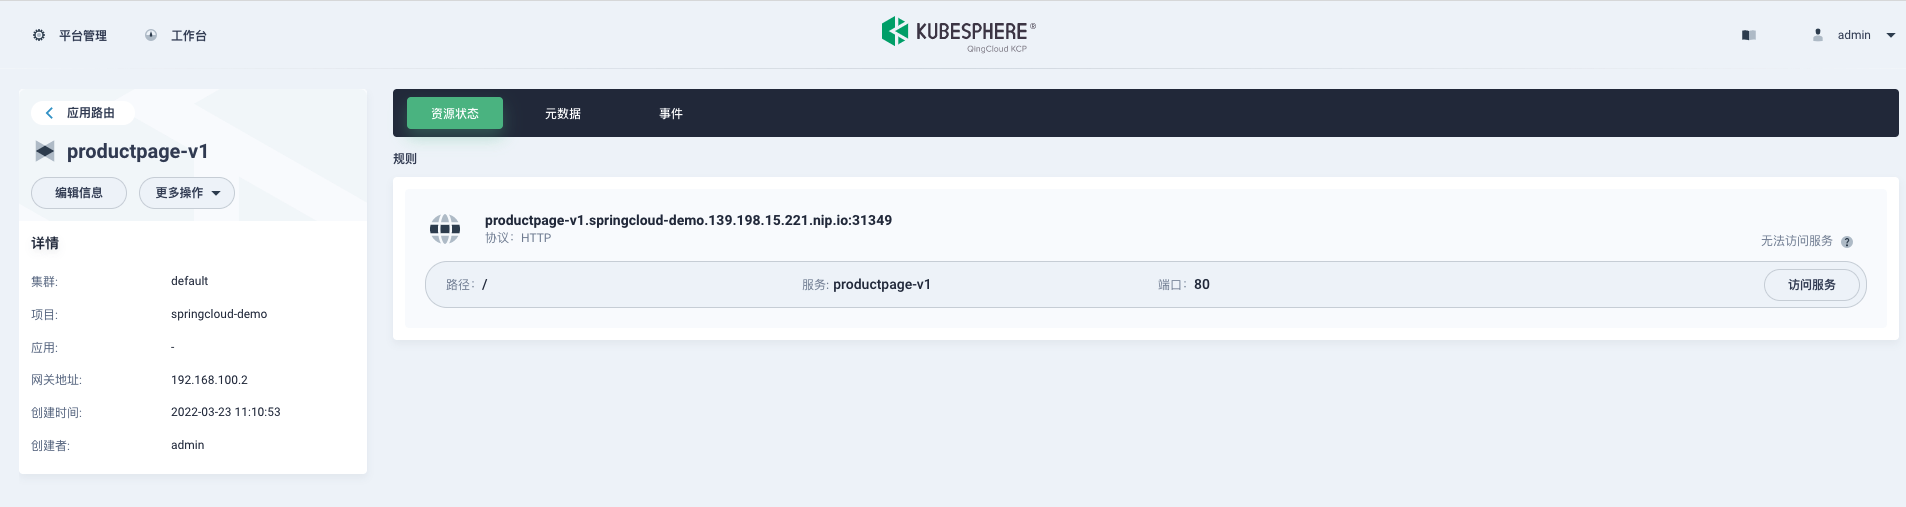 平台管理 工作台 KUBESPHERE® admin
QingCloud KCP
应用路由
productpage-v1
编辑信息 更多操作
详情
集群: default
项目: springcloud-demo
应用: -
网关地址: 192.168.100.2
创建时间: 2022-03-23 11:10:53
创建者: admin
资源状态 元数据 事件
规则
productpage-v1.springcloud-demo.139.198.15.221.nip.io:31349
协议：HTTP
无法访问服务 ?
路径：/ 服务: productpage-v1 端口：80 访问服务